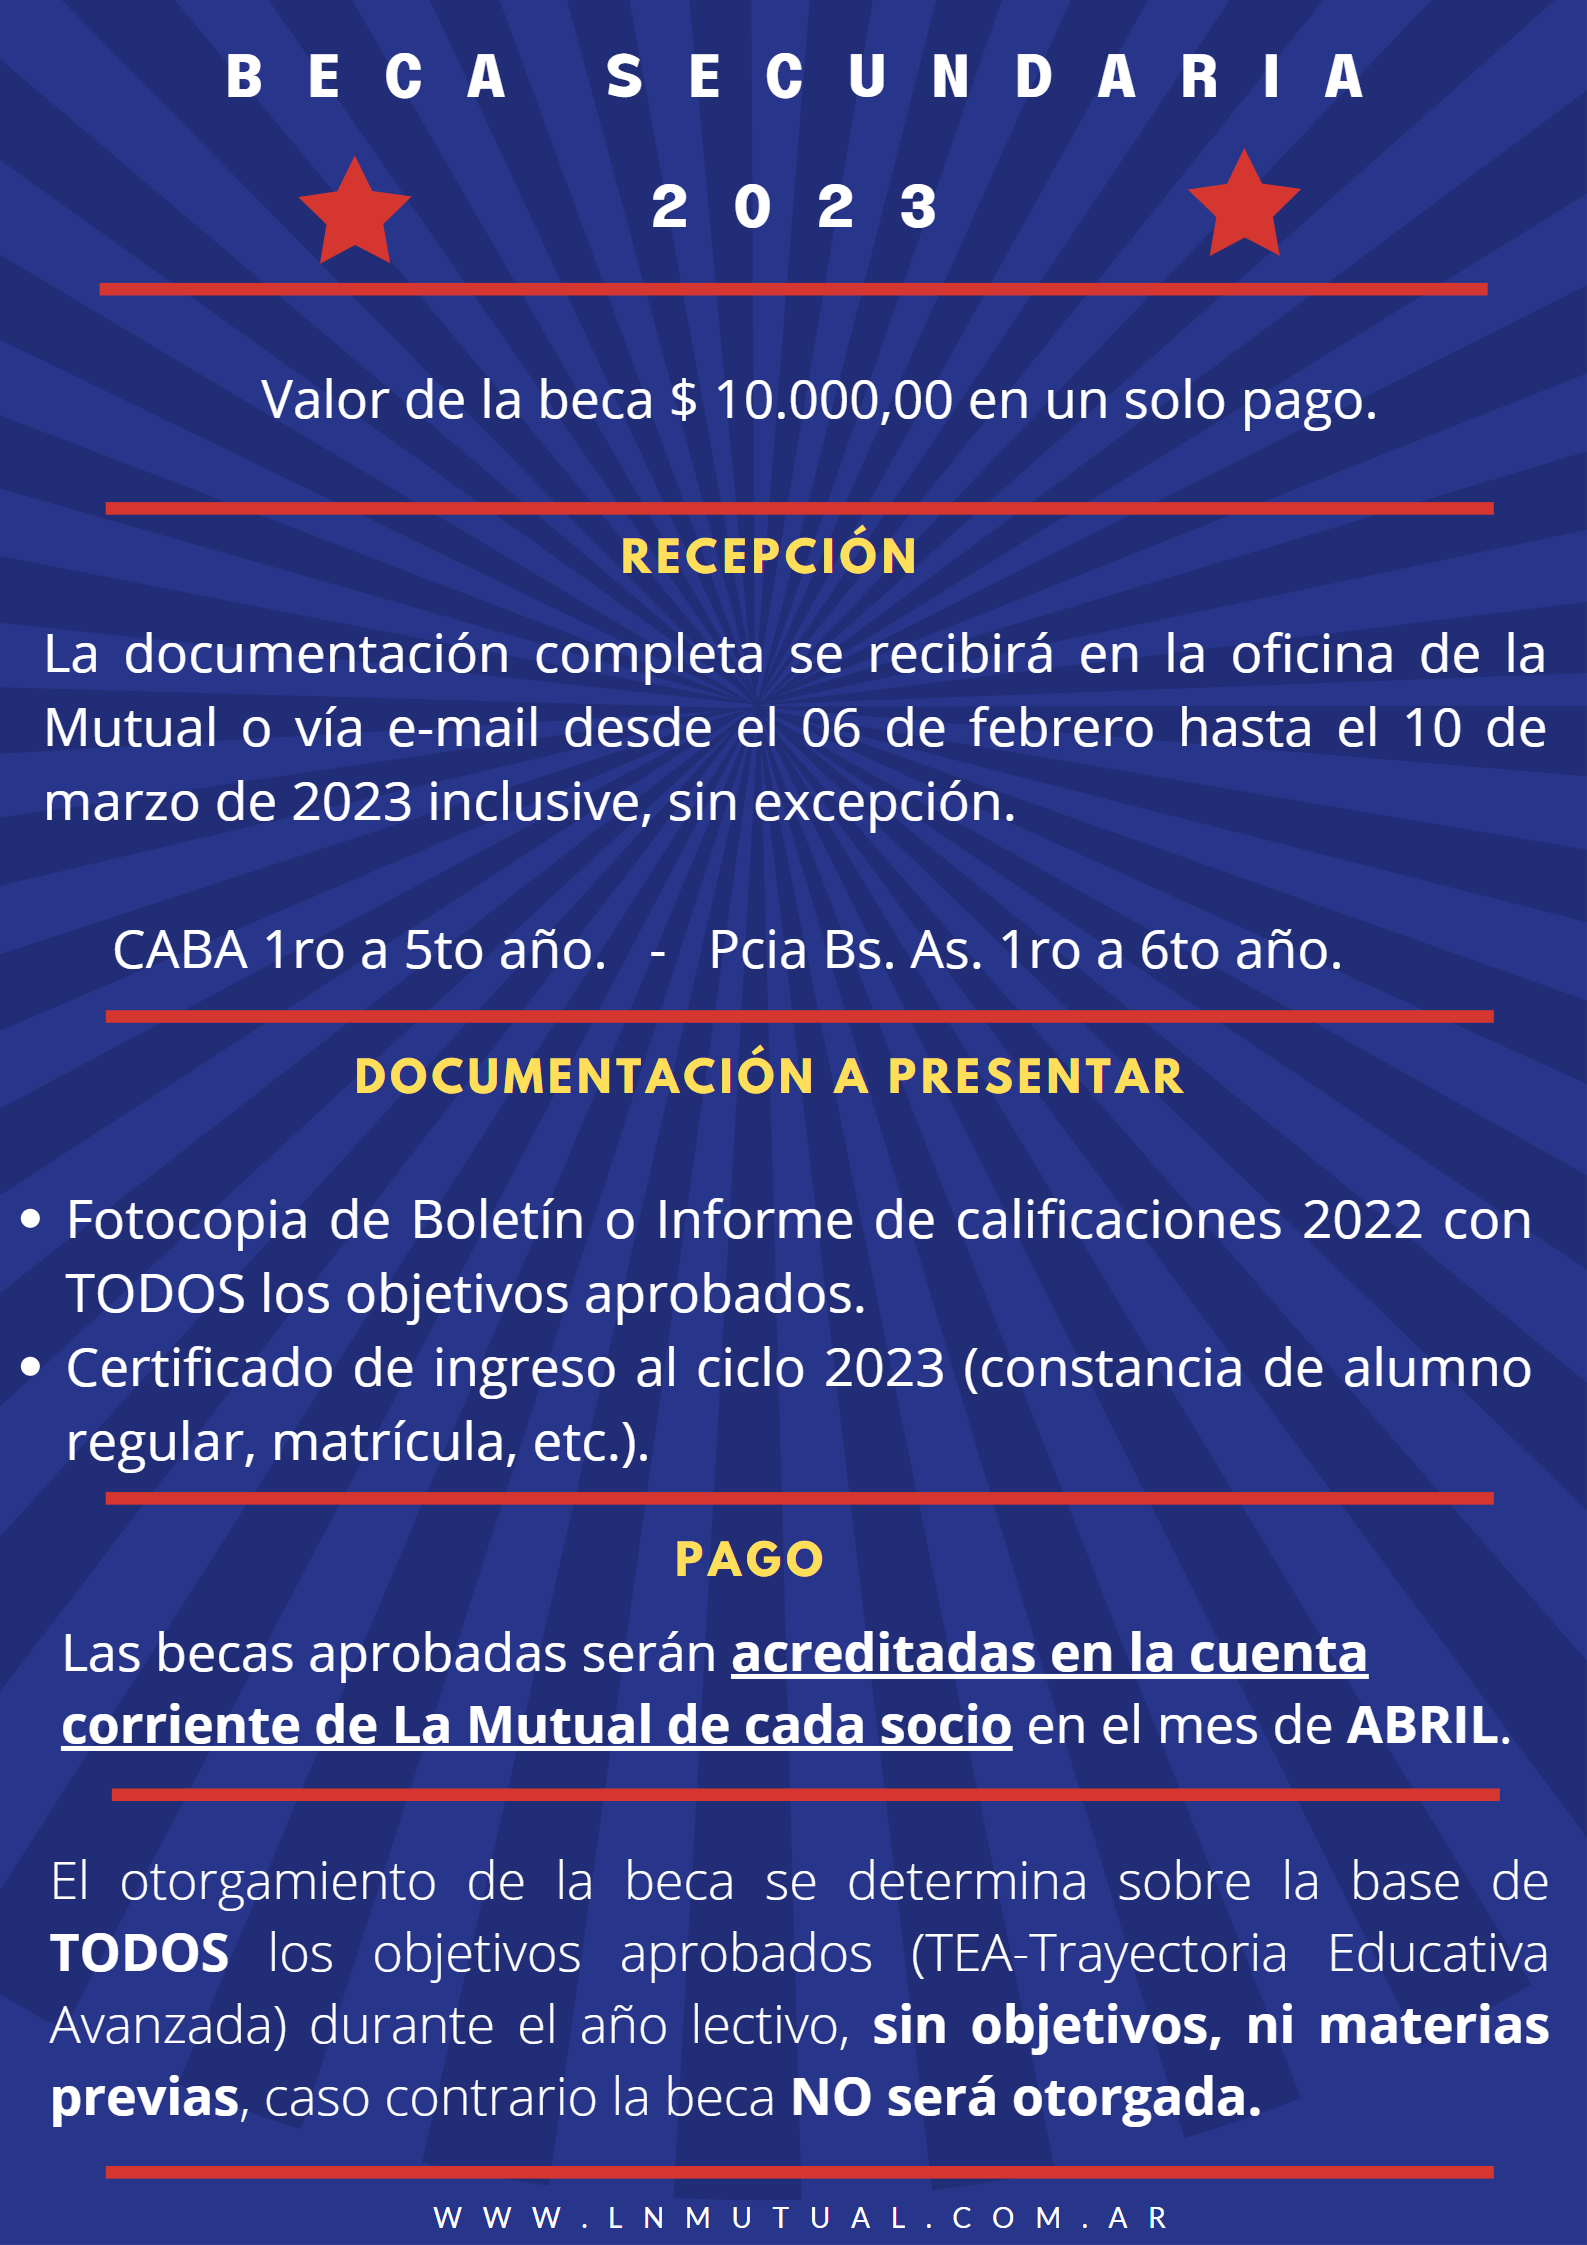 BECA SECUNDARIA
2023
Valor de la beca $ 10.000,00 en un solo pago.
RECEPCIÓN
La documentación completa se recibirá en la oficina de la
Mutual o vía e-mail desde el 06 de febrero hasta el 10 de
marzo de 2023 inclusive, sin excepción.
CABA 1ro a 5to año. - Pcia Bs. As. 1ro a 6to año.
DOCUMENTACIÓN A PRESENTAR
• Fotocopia de Boletín o Informe de calificaciones 2022 con
TODOS los objetivos aprobados.
• Certificado de ingreso al ciclo 2023 (constancia de alumno
regular, matrícula, etc.).
PAGO
Las becas aprobadas serán acreditadas en la cuenta
corriente de La Mutual de cada socio en el mes de ABRIL.
El otorgamiento de la beca se determina sobre la base de
TODOS los objetivos aprobados (TEA-Trayectoria Educativa
Avanzada) durante el año lectivo, sin objetivos, ni materias
previas, caso contrario la beca NO será otorgada.
WWW.LNMUTUAL.COM.AR